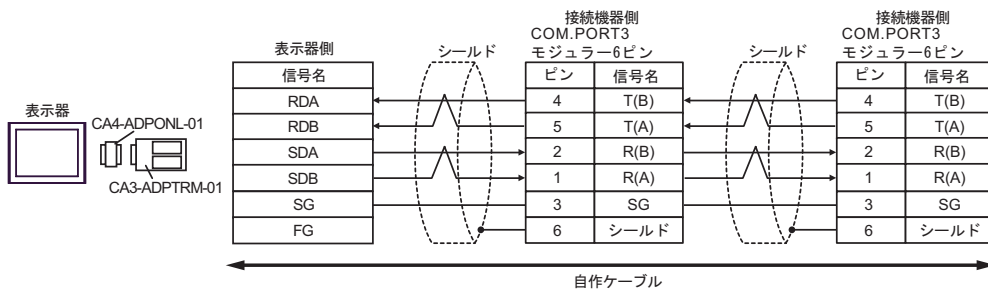 表示器
CA4-ADPONL-01
CA3-ADPTRM-01
表示器側
信号名
RDA
RDB
SDA
SDB
SG
FG
シールド
接続機器側
COM.PORT3
モジュラー6ピン
ピン 信号名
4 T(B)
5 T(A)
2 R(B)
1 R(A)
3 SG
6 シールド
シールド
接続機器側
COM.PORT3
モジュラー6ピン
ピン 信号名
4 T(B)
5 T(A)
2 R(B)
1 R(A)
3 SG
6 シールド
自作ケーブル